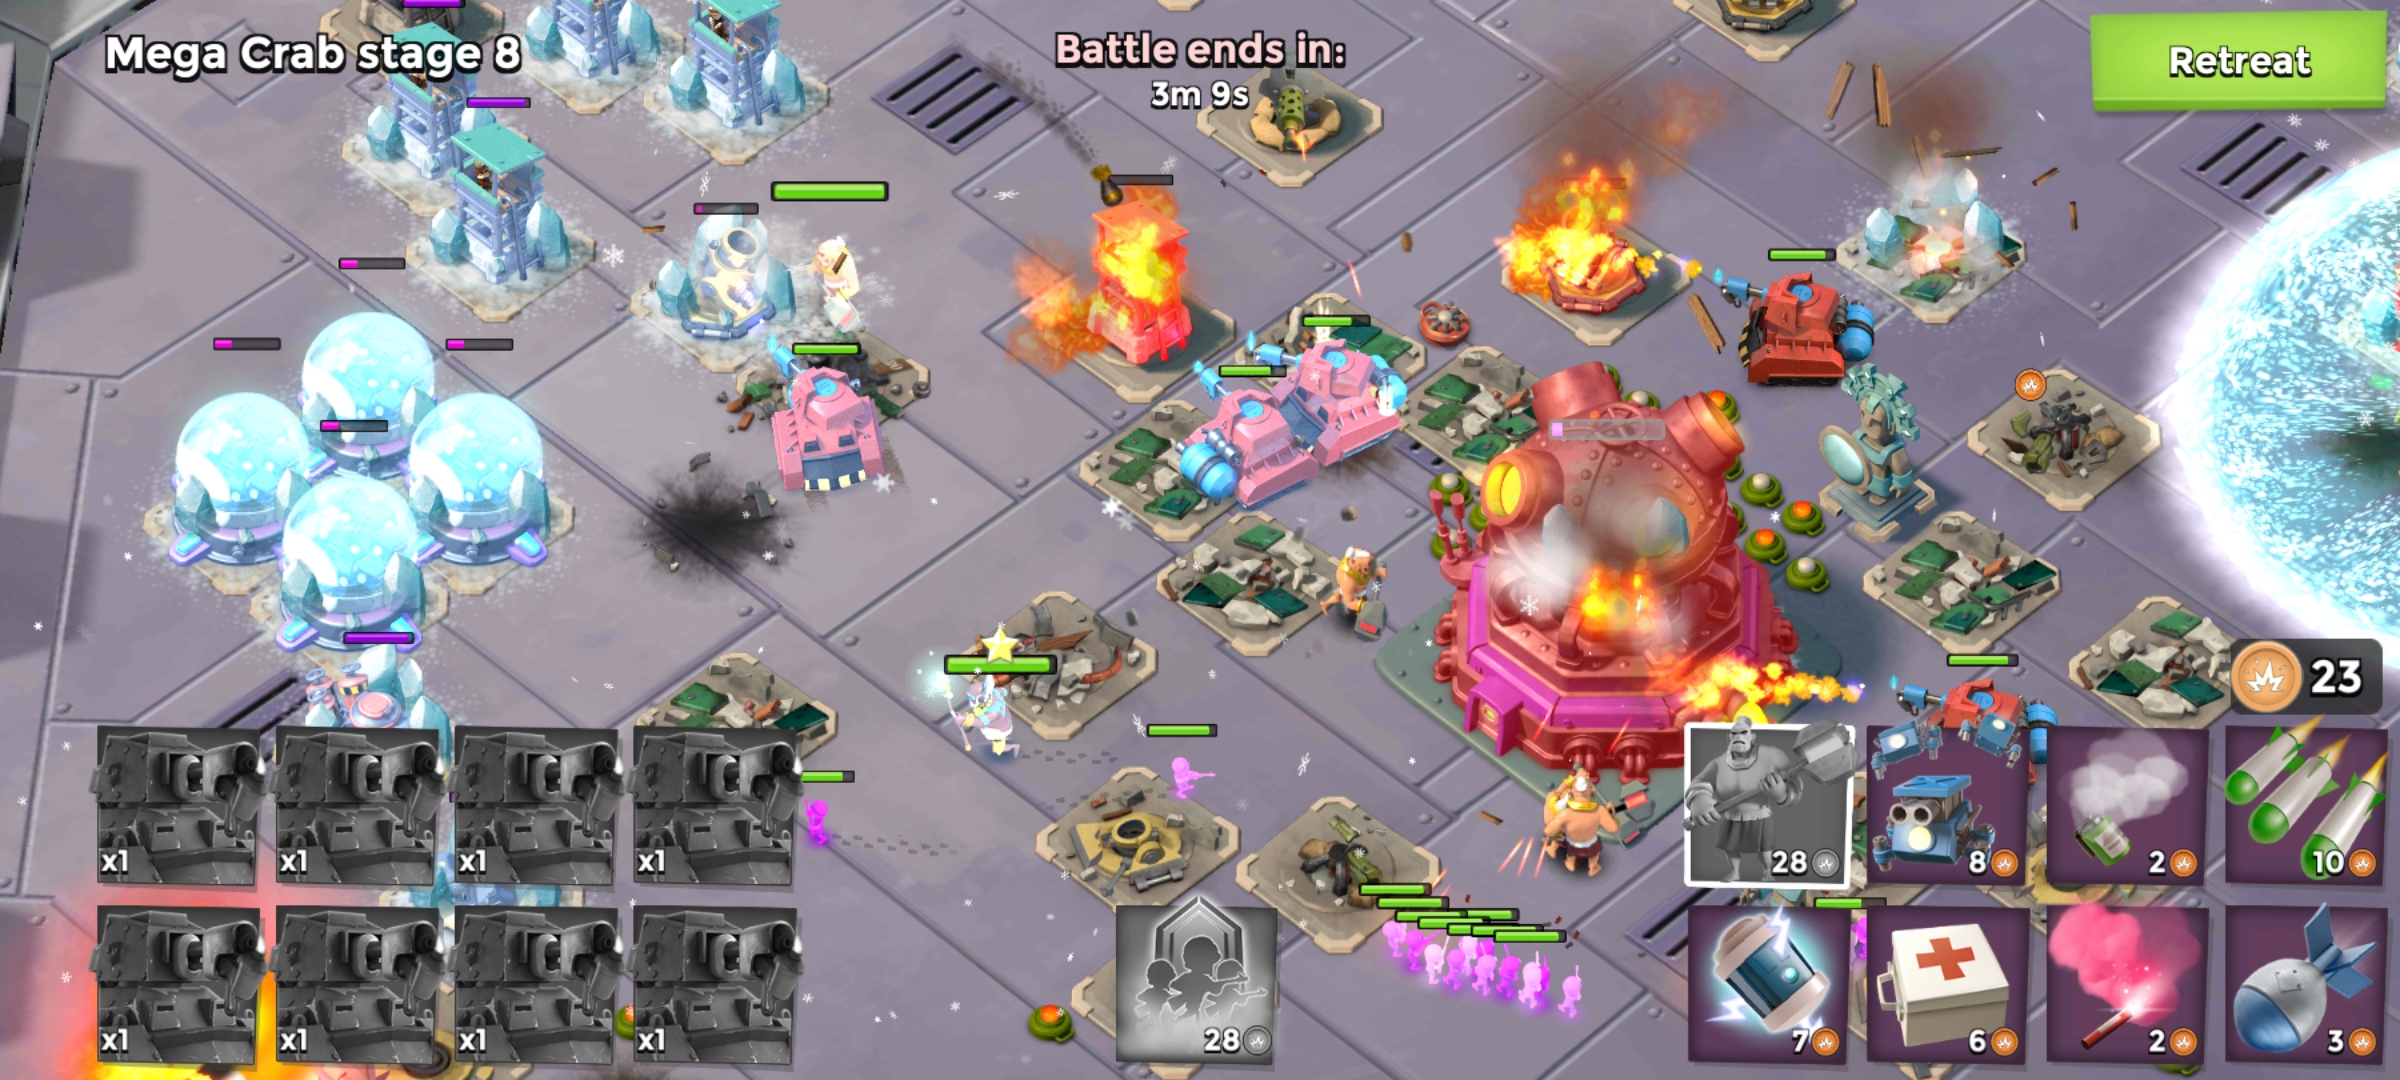 Mega Crab stage 8
Battle ends in:
3m 9s
Retreat
23
x1
x1
x1
x1
28
8
2
10
x1
x1
x1
x1
28
7
6
2
3